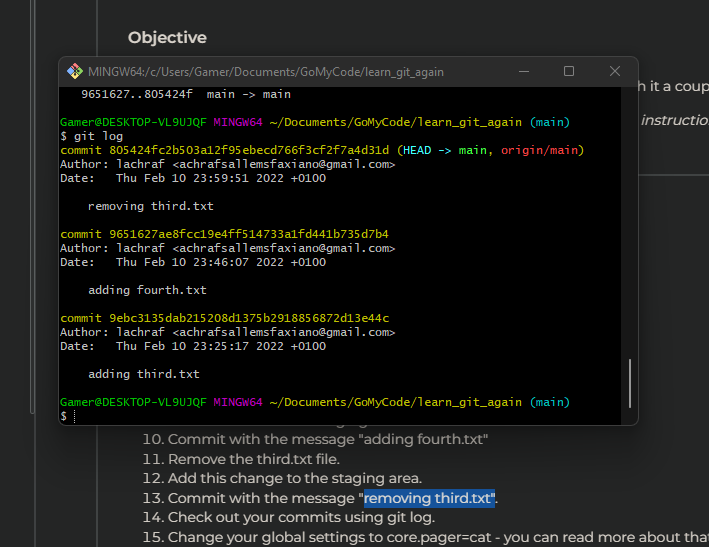 Objective
MINGW64:/c/Users/Gamer/Documents/GoMyCode/learn_git_again
h it a coup
9651627..805424f  main -> main
instructio
Gamer@DESKTOP-VL9UJQF MINGW64 ~/Documents/GoMyCode/learn_git_again (main)
$ git log
commit 805424fc2b503a12f95ebecd766f3cf2f7a4d31d (HEAD -> main, origin/main)
Author: lachraf <achrafsallemsfaxiano@gmail.com>
Date:   Thu Feb 10 23:59:51 2022 +0100
removing third.txt
commit 9651627ae8fcc19e4ff514733a1fd441b735d7b4
Author: lachraf <achrafsallemsfaxiano@gmail.com>
Date:   Thu Feb 10 23:46:07 2022 +0100
adding fourth.txt
commit 9ebc3135dab215208d1375b2918856872d13e44c
Author: lachraf <achrafsallemsfaxiano@gmail.com>
Date:   Thu Feb 10 23:25:17 2022 +0100
adding third.txt
Gamer@DESKTOP-VL9UJQF MINGW64 ~/Documents/GoMyCode/learn_git_again (main)
$
10. Commit with the message "adding fourth.txt"
11. Remove the third.txt file.
12. Add this change to the staging area.
13. Commit with the message "removing third.txt".
14. Check out your commits using git log.
15. Change your global settings to core.pager=cat - you can read more about that